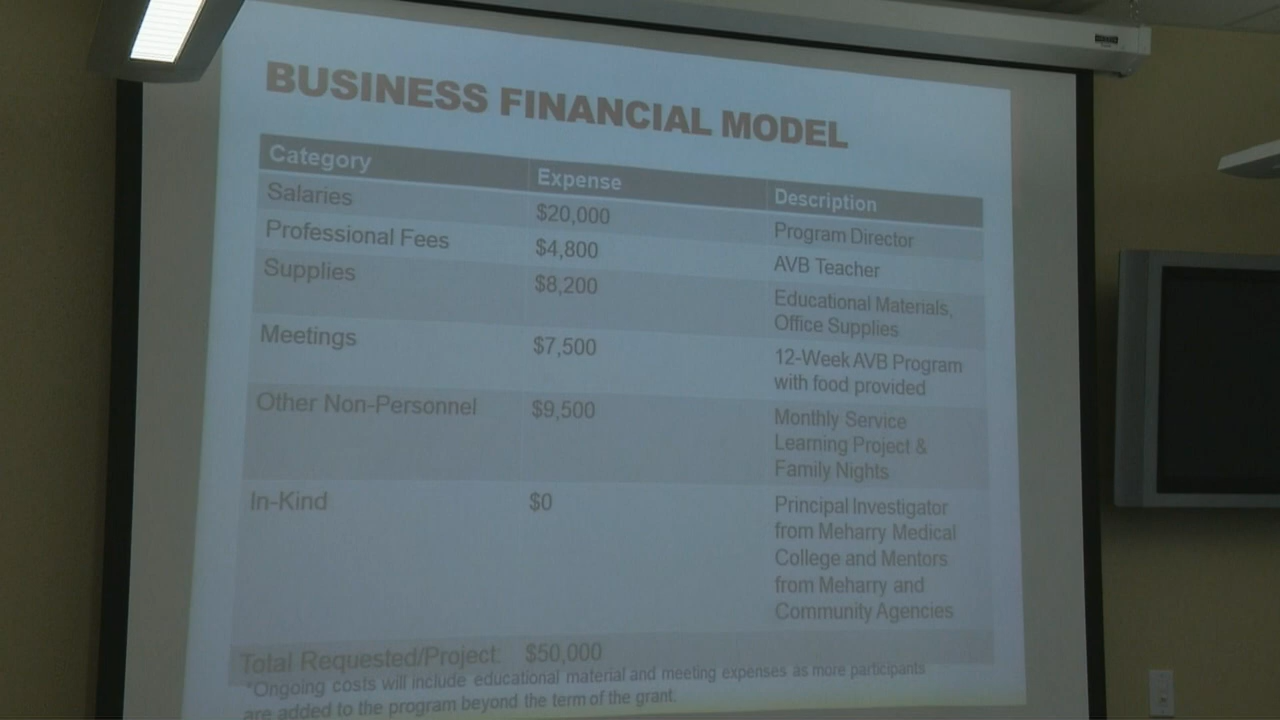 BUSINESS FINANCIAL MODEL
Category Expense Description
Salaries $20,000 Program Director
Professional Fees $4,800 AVB Teacher
Supplies $8,200 Educational Materials,
Office Supplies
Meetings $7,500 12-Week AVB Program
with food provided
Other Non-Personnel $9,500 Monthly Service
Learning Project &
Family Nights
In-Kind $0 Principal Investigator
from Meharry Medical
College and Mentors
from Meharry and
Community Agencies
Total Requested/Project: $50,000
*Ongoing costs will include educational material and meeting expenses as more participants
are added to the program beyond the term of the grant.